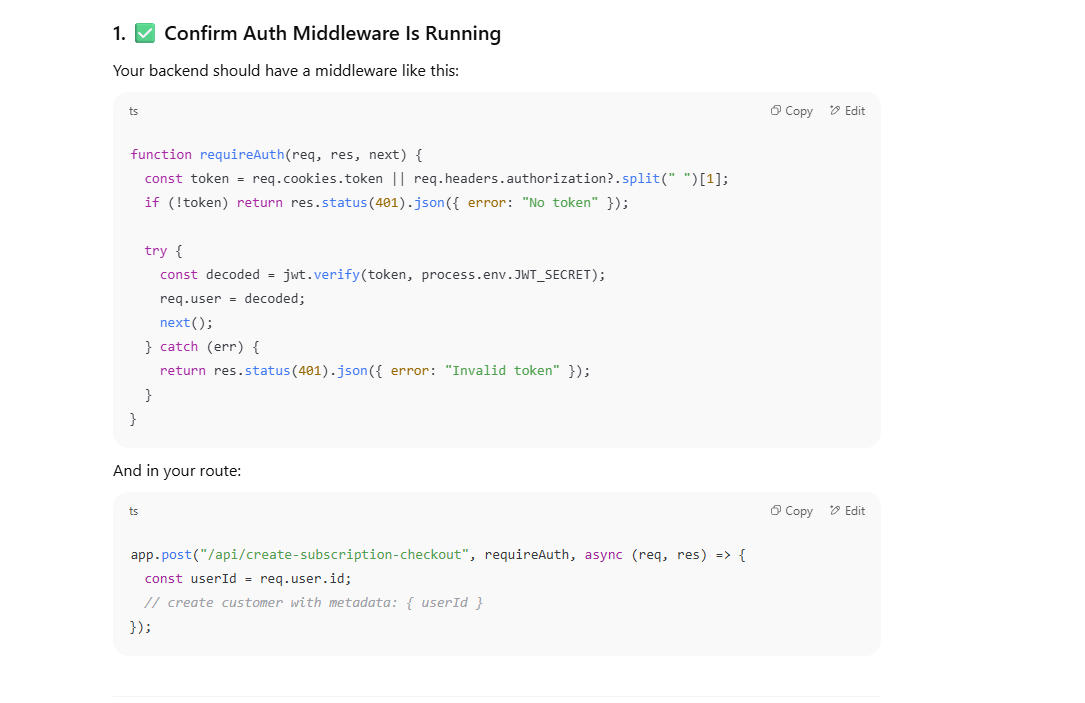 1. ✅ Confirm Auth Middleware Is Running
Your backend should have a middleware like this:
ts
Copy
Edit
function requireAuth(req, res, next) {
  const token = req.cookies.token || req.headers.authorization?.split(" ")[1];
  if (!token) return res.status(401).json({ error: "No token" });

  try {
    const decoded = jwt.verify(token, process.env.JWT_SECRET);
    req.user = decoded;
    next();
  } catch (err) {
    return res.status(401).json({ error: "Invalid token" });
  }
}
And in your route:
ts
Copy
Edit
app.post("/api/create-subscription-checkout", requireAuth, async (req, res) => {
  const userId = req.user.id;
  // create customer with metadata: { userId }
});